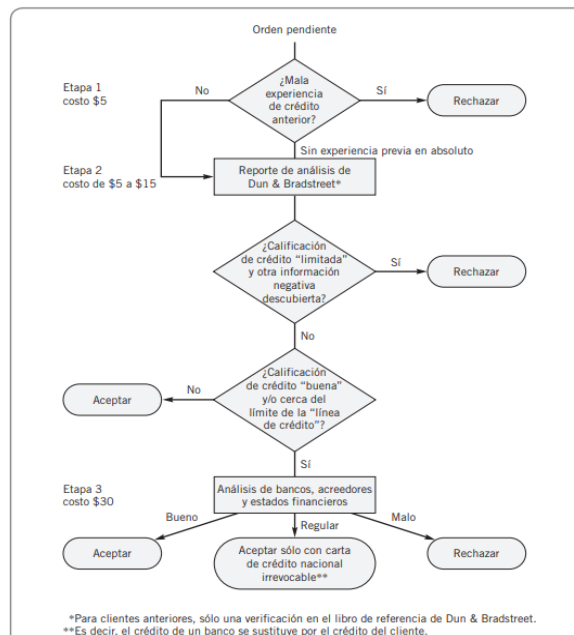 Orden pendiente
Etapa 1
costo $5
No
¿Mala
experiencia
de crédito
anterior?
Sí
Rechazar
Sin experiencia previa en absoluto
Etapa 2
costo de $5 a $15
Reporte de análisis de
Dun & Bradstreet*
¿Calificación
de crédito “limitada”
y otra información
negativa
descubierta?
Sí
Rechazar
No
¿Calificación
de crédito “buena”
y/o cerca del
límite de la “línea
de crédito”?
No
Aceptar
Sí
Etapa 3
costo $30
Análisis de bancos, acreedores
y estados financieros
Bueno
Regular
Malo
Aceptar
Aceptar sólo con carta
de crédito nacional
irrevocable**
Rechazar
*Para clientes anteriores, sólo una verificación en el libro de referencia de Dun & Bradstreet.
**Es decir, el crédito de un banco se sustituye por el crédito del cliente.